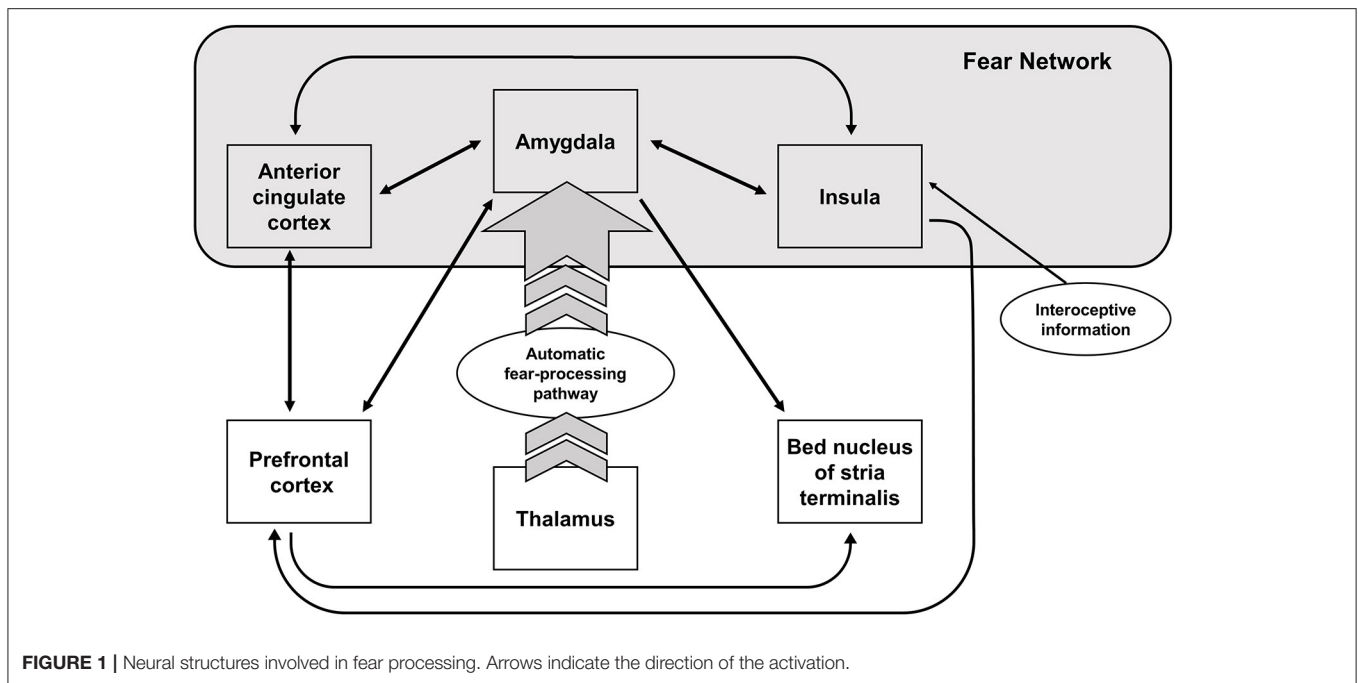 Fear Network
Amygdala
Anterior
cingulate
cortex
Insula
Interoceptive
information
Automatic
fear-processing
pathway
Prefrontal
cortex
Thalamus
Bed nucleus
of stria
terminalis
FIGURE 1 | Neural structures involved in fear processing. Arrows indicate the direction of the activation.